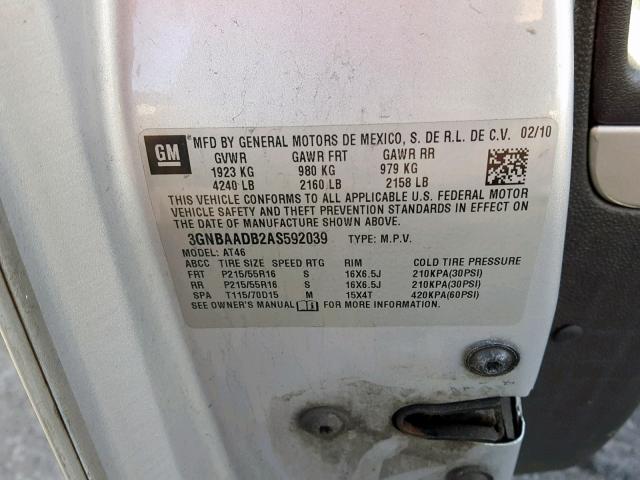 GM
MFD BY GENERAL MOTORS DE MEXICO, S. DE R.L. DE C.V. 02/10
GVWR GAWR FRT GAWR RR
1923 KG 980 KG 979 KG
4240 LB 2160 LB 2158 LB
THIS VEHICLE CONFORMS TO ALL APPLICABLE U.S. FEDERAL MOTOR
VEHICLE SAFETY AND THEFT PREVENTION STANDARDS IN EFFECT ON
THE DATE OF MANUFACTURE SHOWN ABOVE.
3GNBAADB2AS592039 TYPE: M.P.V.
MODEL: AT46
ABCC TIRE SIZE SPEED RTG RIM COLD TIRE PRESSURE
FRT P215/55R16 S 16X6.5J 210KPA(30PSI)
RR P215/55R16 S 16X6.5J 210KPA(30PSI)
SPA T115/70D15 M 15X4T 420KPA(60PSI)
SEE OWNER'S MANUAL FOR MORE INFORMATION.